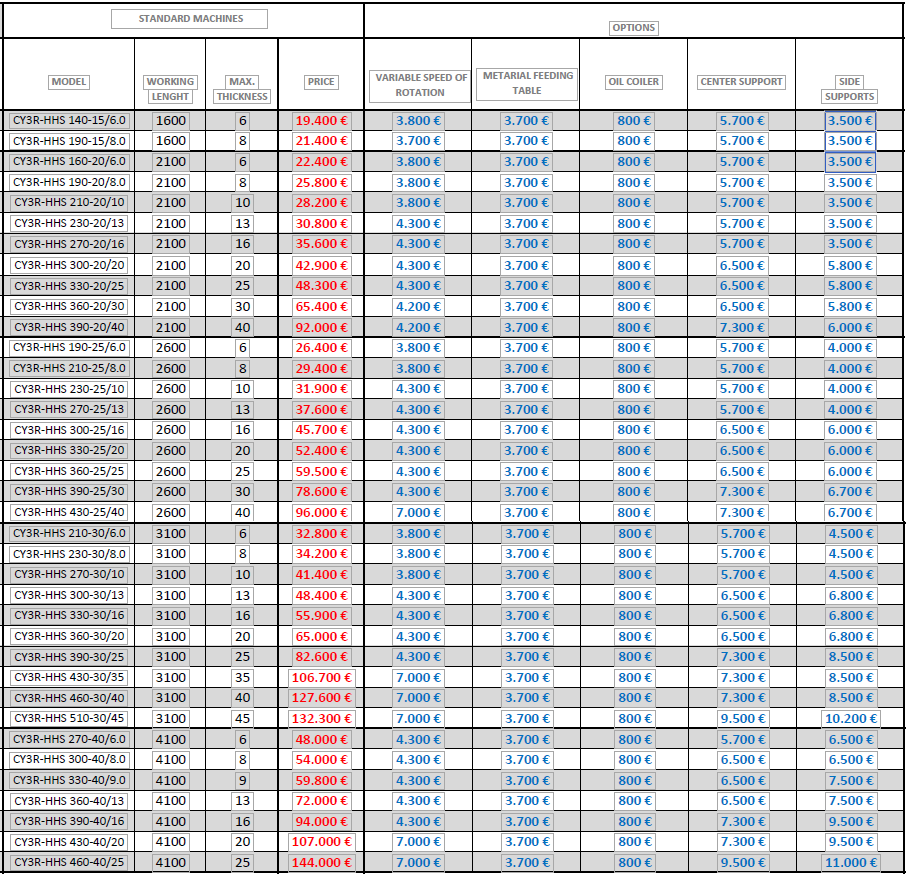 STANDARD MACHINES
OPTIONS
MODEL WORKING LENGHT MAX. THICKNESS PRICE VARIABLE SPEED OF ROTATION METARIAL FEEDING TABLE OIL COILER CENTER SUPPORT SIDE SUPPORTS
CY3R-HHS 140-15/6.0 1600 6 19.400 € 3.800 € 3.700 € 800 € 5.700 € 3.500 €
CY3R-HHS 190-15/8.0 1600 8 21.400 € 3.700 € 3.700 € 800 € 5.700 € 3.500 €
CY3R-HHS 160-20/6.0 2100 6 22.400 € 3.800 € 3.700 € 800 € 5.700 € 3.500 €
CY3R-HHS 190-20/8.0 2100 8 25.800 € 3.800 € 3.700 € 800 € 5.700 € 3.500 €
CY3R-HHS 210-20/10 2100 10 28.200 € 3.800 € 3.700 € 800 € 5.700 € 3.500 €
CY3R-HHS 230-20/13 2100 13 30.800 € 4.300 € 3.700 € 800 € 5.700 € 3.500 €
CY3R-HHS 270-20/16 2100 16 35.600 € 4.300 € 3.700 € 800 € 5.700 € 3.500 €
CY3R-HHS 300-20/20 2100 20 42.900 € 4.300 € 3.700 € 800 € 6.500 € 5.800 €
CY3R-HHS 330-20/25 2100 25 48.300 € 4.300 € 3.700 € 800 € 6.500 € 5.800 €
CY3R-HHS 360-20/30 2100 30 65.400 € 4.200 € 3.700 € 800 € 6.500 € 5.800 €
CY3R-HHS 390-20/40 2100 40 92.000 € 4.200 € 3.700 € 800 € 7.300 € 6.000 €
CY3R-HHS 190-25/6.0 2600 6 26.400 € 3.800 € 3.700 € 800 € 5.700 € 4.000 €
CY3R-HHS 210-25/8.0 2600 8 29.400 € 3.800 € 3.700 € 800 € 5.700 € 4.000 €
CY3R-HHS 230-25/10 2600 10 31.900 € 4.300 € 3.700 € 800 € 5.700 € 4.000 €
CY3R-HHS 270-25/13 2600 13 37.600 € 4.300 € 3.700 € 800 € 5.700 € 4.000 €
CY3R-HHS 300-25/16 2600 16 45.700 € 4.300 € 3.700 € 800 € 6.500 € 6.000 €
CY3R-HHS 330-25/20 2600 20 52.400 € 4.300 € 3.700 € 800 € 6.500 € 6.000 €
CY3R-HHS 360-25/25 2600 25 59.500 € 4.300 € 3.700 € 800 € 6.500 € 6.000 €
CY3R-HHS 390-25/30 2600 30 78.600 € 4.300 € 3.700 € 800 € 7.300 € 6.700 €
CY3R-HHS 430-25/40 2600 40 96.000 € 7.000 € 3.700 € 800 € 7.300 € 6.700 €
CY3R-HHS 210-30/6.0 3100 6 32.800 € 3.800 € 3.700 € 800 € 5.700 € 4.500 €
CY3R-HHS 230-30/8.0 3100 8 34.200 € 3.800 € 3.700 € 800 € 5.700 € 4.500 €
CY3R-HHS 270-30/10 3100 10 41.400 € 3.800 € 3.700 € 800 € 5.700 € 4.500 €
CY3R-HHS 300-30/13 3100 13 48.400 € 4.300 € 3.700 € 800 € 6.500 € 6.800 €
CY3R-HHS 330-30/16 3100 16 55.900 € 4.300 € 3.700 € 800 € 6.500 € 6.800 €
CY3R-HHS 360-30/20 3100 20 65.000 € 4.300 € 3.700 € 800 € 6.500 € 6.800 €
CY3R-HHS 390-30/25 3100 25 82.600 € 4.300 € 3.700 € 800 € 7.300 € 8.500 €
CY3R-HHS 430-30/35 3100 35 106.700 € 7.000 € 3.700 € 800 € 7.300 € 8.500 €
CY3R-HHS 460-30/40 3100 40 127.600 € 7.000 € 3.700 € 800 € 7.300 € 8.500 €
CY3R-HHS 510-30/45 3100 45 132.300 € 7.000 € 3.700 € 800 € 9.500 € 10.200 €
CY3R-HHS 270-40/6.0 4100 6 48.000 € 4.300 € 3.700 € 800 € 5.700 € 6.500 €
CY3R-HHS 300-40/8.0 4100 8 54.000 € 4.300 € 3.700 € 800 € 6.500 € 6.500 €
CY3R-HHS 330-40/9.0 4100 9 59.800 € 4.300 € 3.700 € 800 € 6.500 € 7.500 €
CY3R-HHS 360-40/13 4100 13 72.000 € 4.300 € 3.700 € 800 € 6.500 € 7.500 €
CY3R-HHS 390-40/16 4100 16 94.000 € 4.300 € 3.700 € 800 € 7.300 € 9.500 €
CY3R-HHS 430-40/20 4100 20 107.000 € 7.000 € 3.700 € 800 € 7.300 € 9.500 €
CY3R-HHS 460-40/25 4100 25 144.000 € 7.000 € 3.700 € 800 € 9.500 € 11.000 €